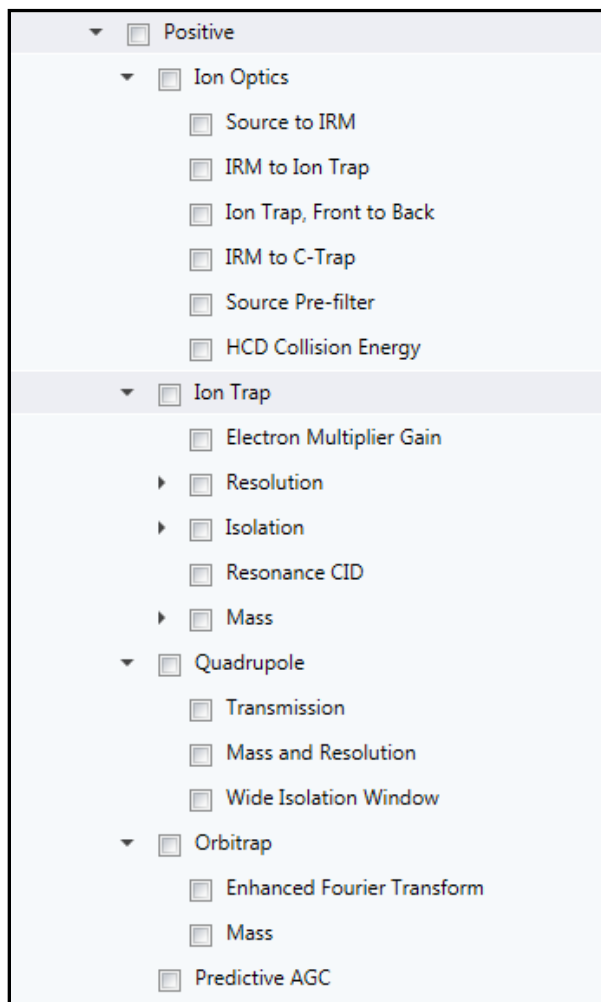 Positive
Ion Optics
Source to IRM
IRM to Ion Trap
Ion Trap, Front to Back
IRM to C-Trap
Source Pre-filter
HCD Collision Energy
Ion Trap
Electron Multiplier Gain
Resolution
Isolation
Resonance CID
Mass
Quadrupole
Transmission
Mass and Resolution
Wide Isolation Window
Orbitrap
Enhanced Fourier Transform
Mass
Predictive AGC